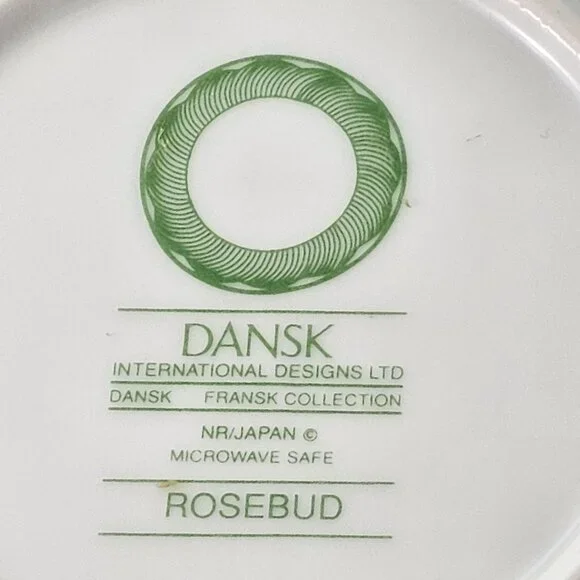 DANSK
INTERNATIONAL DESIGNS LTD
DANSK FRANSK COLLECTION
NR/JAPAN ©
MICROWAVE SAFE
ROSEBUD